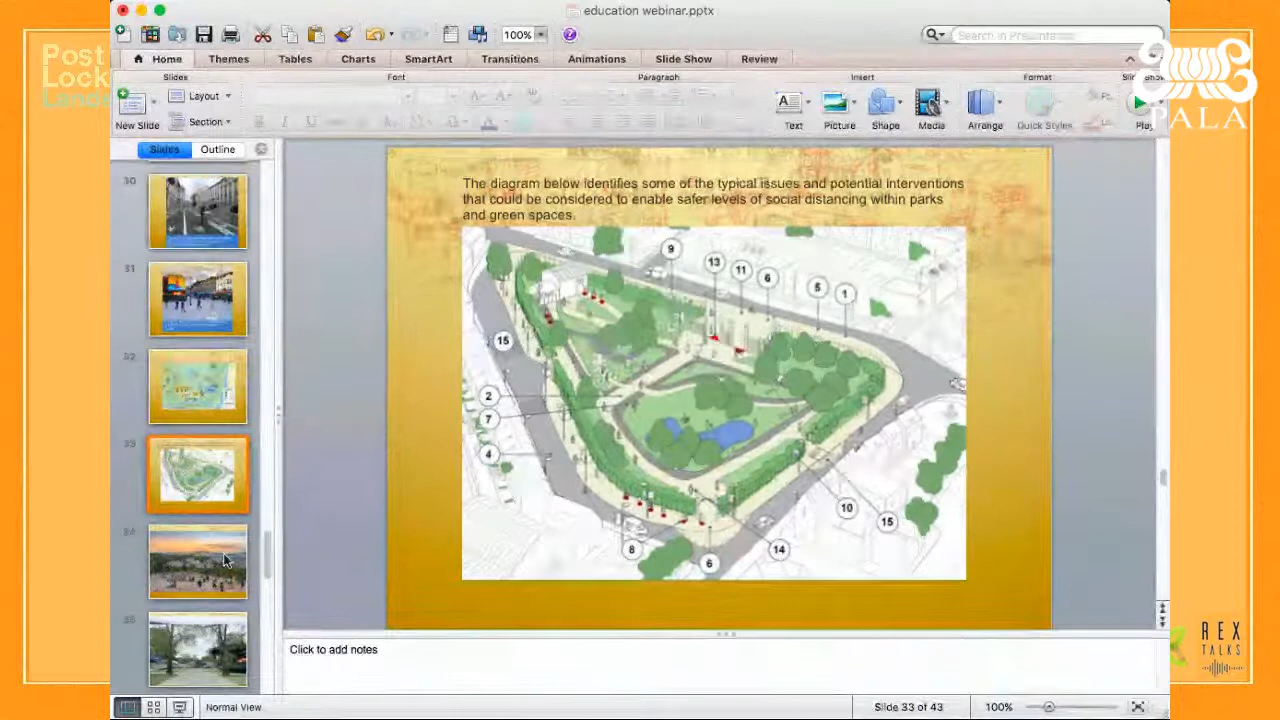 education webinar.pptx
100%
Search in Presentation
Home Themes Tables Charts SmartArt Transitions Animations Slide Show Review
Slides Font Paragraph Insert Format
New Slide Layout Section
Text Picture Shape Media Arrange Quick Styles Play
Slides Outline
Post
Lock
Lands
PALA
30
31
32
33
34
35
The diagram below identifies some of the typical issues and potential interventions
that could be considered to enable safer levels of social distancing within parks
and green spaces.
9
13
11
6
5
1
15
2
7
4
10
15
8
6
14
REX
TALKS
Click to add notes
Normal View Slide 33 of 43 100%